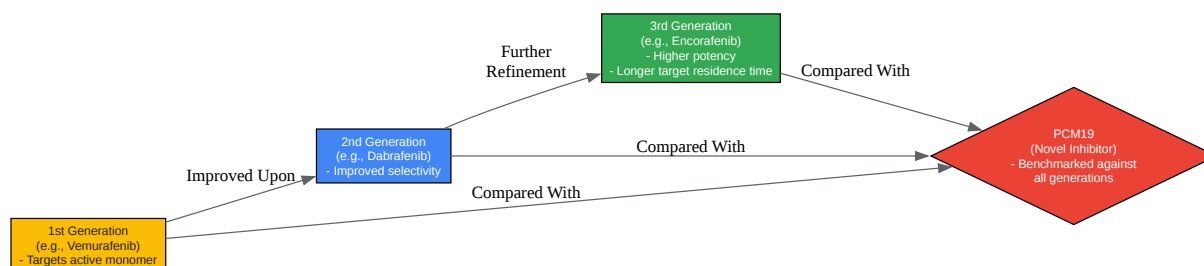 3rd Generation
(e.g., Encorafenib)
- Higher potency
- Longer target residence time
Further
Refinement
Compared With
2nd Generation
(e.g., Dabrafenib)
- Improved selectivity
Compared With
PCM19
(Novel Inhibitor)
- Benchmarked against
all generations
Improved Upon
Compared With
1st Generation
(e.g., Vemurafenib)
- Targets active monomer